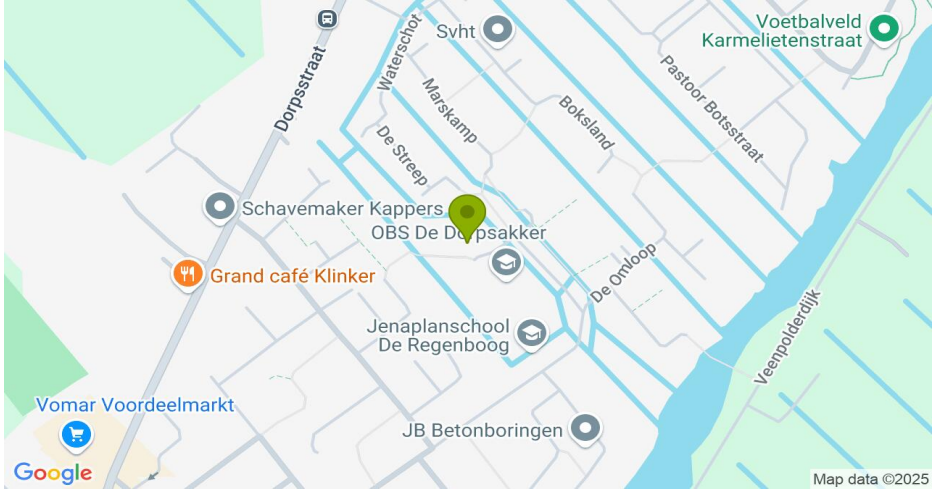 Voetbalveld
Karmelietenstraat
Svht
Waterschot
Dorpsstraat
Marskamp
Boksland
Pastoor Botsstraat
De Streep
Schavemaker Kappers
OBS De Dorpsakker
Grand café Klinker
De Omloop
Jenaplanschool
De Regenboog
Veenpolderdijk
Vomar Voordeelmarkt
JB Betonboringen
Google
Map data ©2025